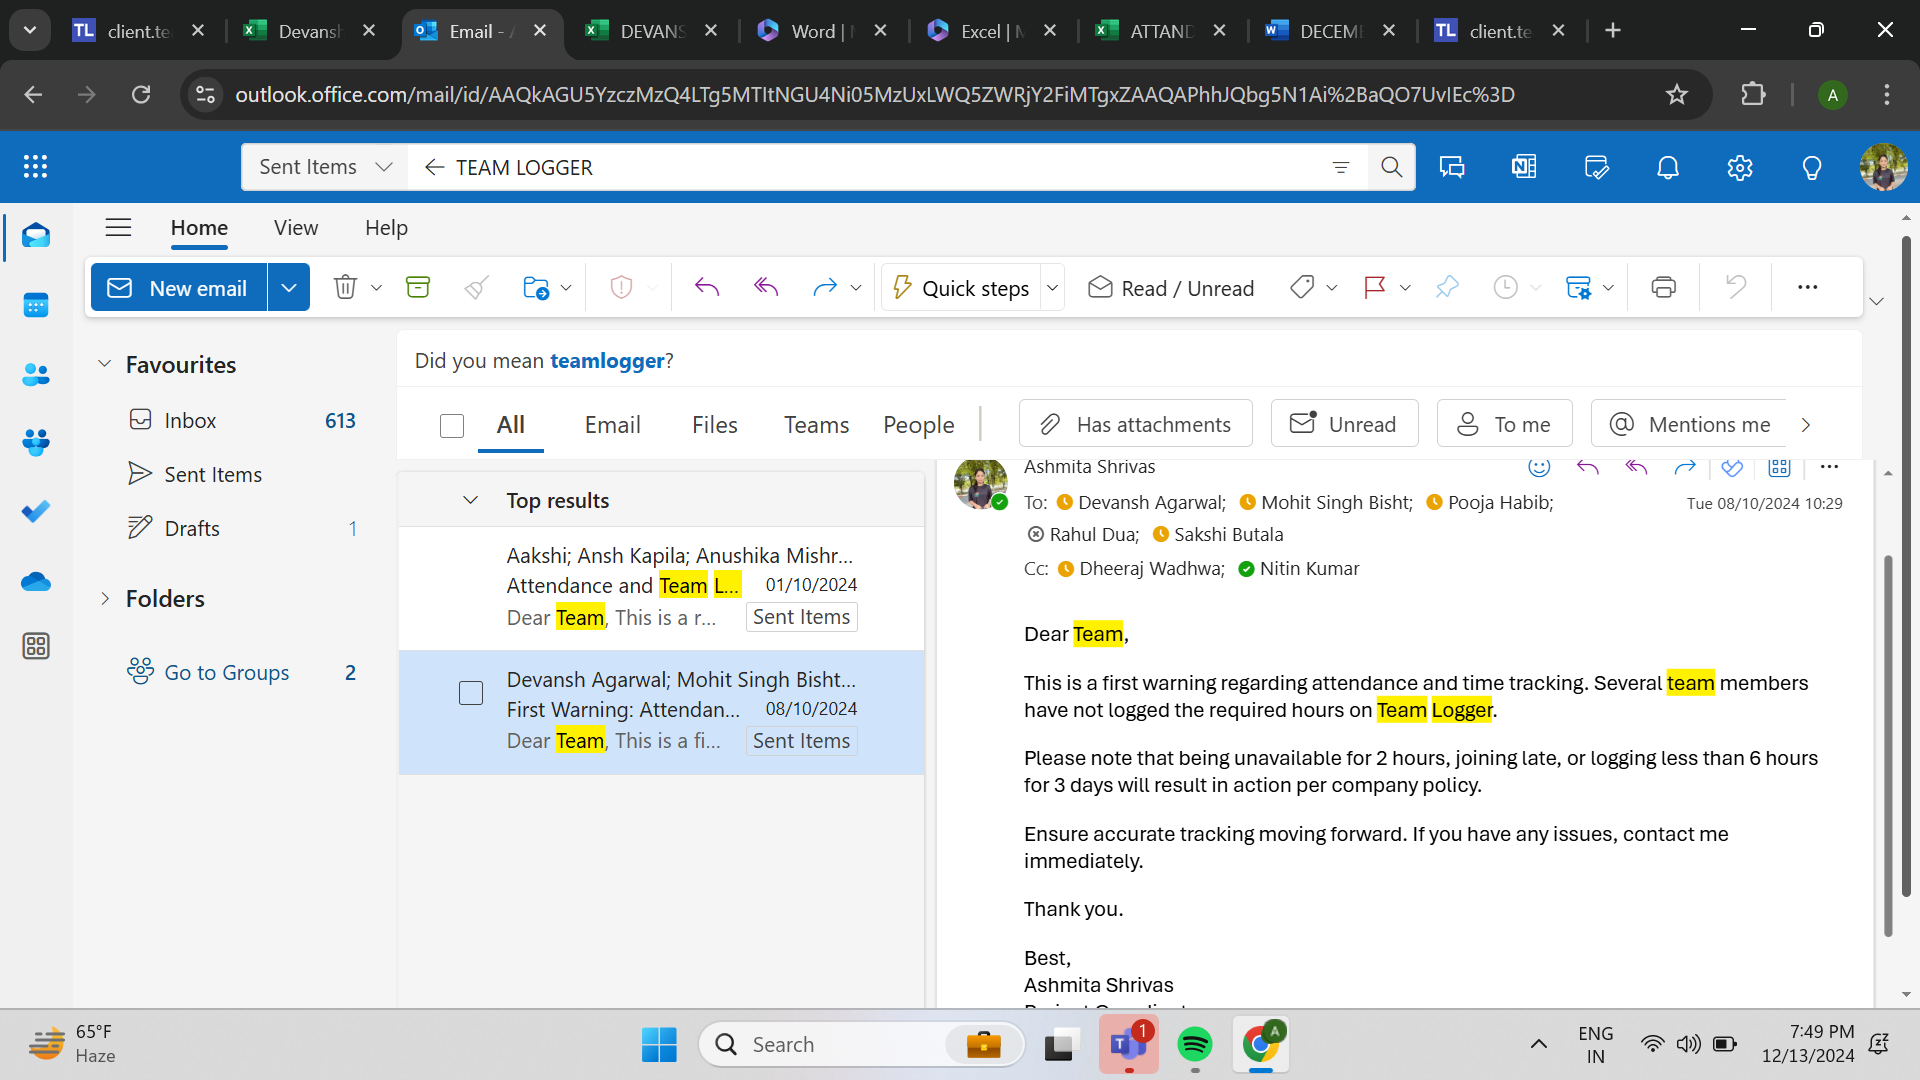 TL client.te
Devansh
Email - A
DEVANS
Word | M
Excel | M
ATTAND
DECEME
TL client.te
outlook.office.com/mail/id/AAQkAGU5YzczMzQ4LTg5MTItNGU4Ni05MzUxLWQ5ZWRjY2FiMTgxZAAQAPhhJQbg5N1Ai%2BaQO7UvIEc%3D
A
Sent Items
TEAM LOGGER
Home
View
Help
New email
Quick steps
Read / Unread
Favourites
Inbox
613
Sent Items
Drafts
1
Folders
Go to Groups
2
Did you mean teamlogger?
All
Email
Files
Teams
People
Has attachments
Unread
To me
Mentions me
Top results
Aakshi; Ansh Kapila; Anushika Mishr...
Attendance and Team L...
01/10/2024
Dear Team, This is a r...
Sent Items
Devansh Agarwal; Mohit Singh Bisht...
First Warning: Attendan...
08/10/2024
Dear Team, This is a fi...
Sent Items
Ashmita Shrivas
To: Devansh Agarwal; Mohit Singh Bisht; Pooja Habib;
Tue 08/10/2024 10:29
Rahul Dua; Sakshi Butala
Cc: Dheeraj Wadhwa; Nitin Kumar
Dear Team,
This is a first warning regarding attendance and time tracking. Several team members
have not logged the required hours on Team Logger.
Please note that being unavailable for 2 hours, joining late, or logging less than 6 hours
for 3 days will result in action per company policy.
Ensure accurate tracking moving forward. If you have any issues, contact me
immediately.
Thank you.
Best,
Ashmita Shrivas
65°F
Haze
Search
1
A
ENG
IN
7:49 PM
12/13/2024